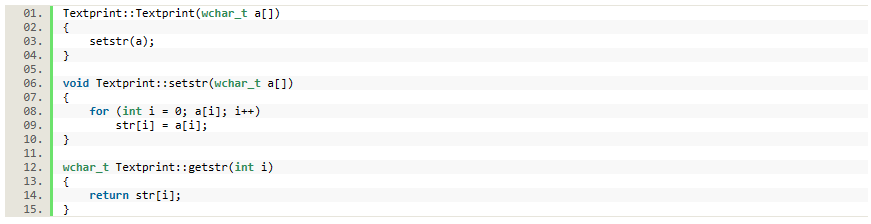 01. Textprint::Textprint(wchar_t a[])
02. {
03.     setstr(a);
04. }
05.
06. void Textprint::setstr(wchar_t a[])
07. {
08.     for (int i = 0; a[i]; i++)
09.         str[i] = a[i];
10. }
11.
12. wchar_t Textprint::getstr(int i)
13. {
14.     return str[i];
15. }